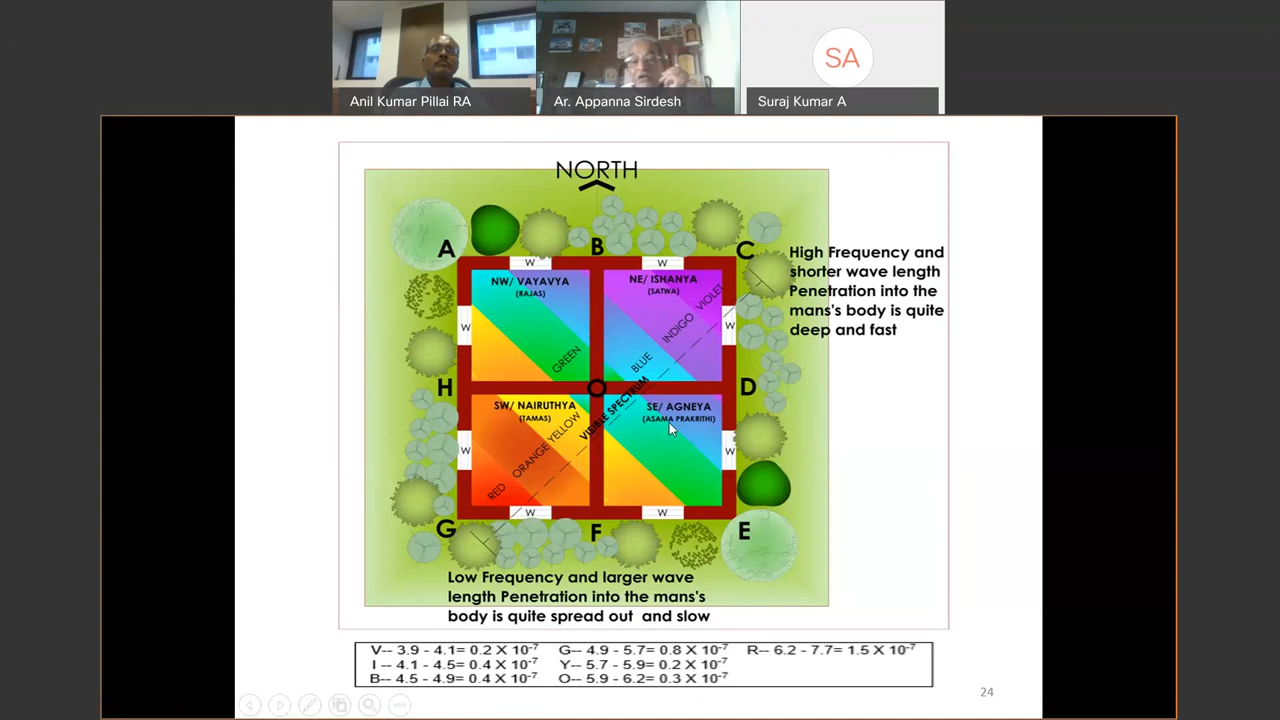 SA
Anil Kumar Pillai RA
Ar. Appanna Sirdesh
Suraj Kumar A
NORTH
A
B
C
W
W
NW/ VAYAVYA
(RAJAS)
NE/ ISHANYA
(SATWA)
High Frequency and
shorter wave length
Penetration into the
mans's body is quite
deep and fast
VIOLET
INDIGO
W
W
GREEN
BLUE
H
O
D
VISIBLE SPECTRUM
SW/ NAIRUTHYA
(TAMAS)
SE/ AGNEYA
(ASAMA PRAKRITHI)
YELLOW
ORANGE
RED
W
W
W
W
G
F
E
Low Frequency and larger wave
length Penetration into the mans's
body is quite spread out and slow
V-- 3.9 - 4.1= 0.2 X 10-7 G-- 4.9 - 5.7= 0.8 X 10-7 R-- 6.2 - 7.7= 1.5 X 10-7
I -- 4.1 - 4.5= 0.4 X 10-7 Y-- 5.7 - 5.9= 0.2 X 10-7
B-- 4.5 - 4.9= 0.4 X 10-7 O-- 5.9 - 6.2= 0.3 X 10-7
24